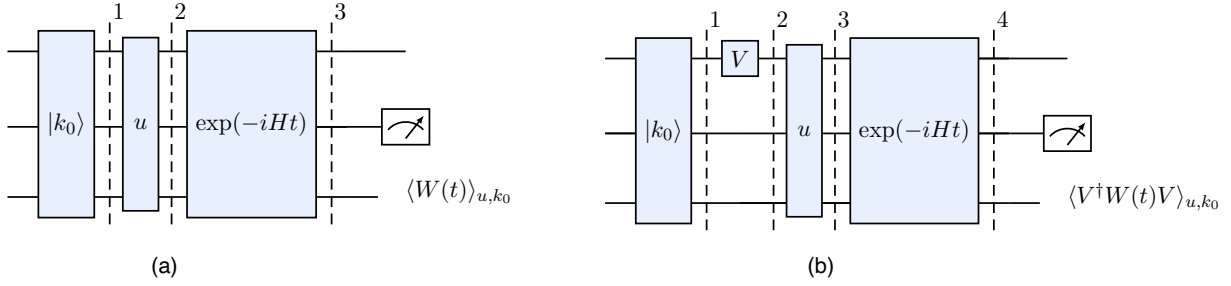 1 2 3
|k₀⟩ u exp(−iHt)
⟨W(t)⟩u,k₀
(a)
1 2 3 4
V
|k₀⟩ u exp(−iHt)
⟨V†W(t)V⟩u,k₀
(b)